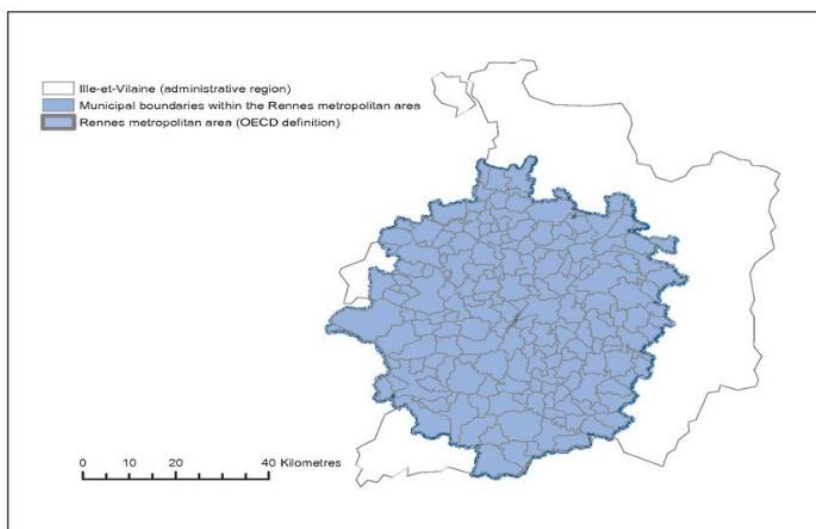 Ille-et-Vilaine (administrative region)
Municipal boundaries within the Rennes metropolitan area
Rennes metropolitan area (OECD definition)
0 10 20 40 Kilometres